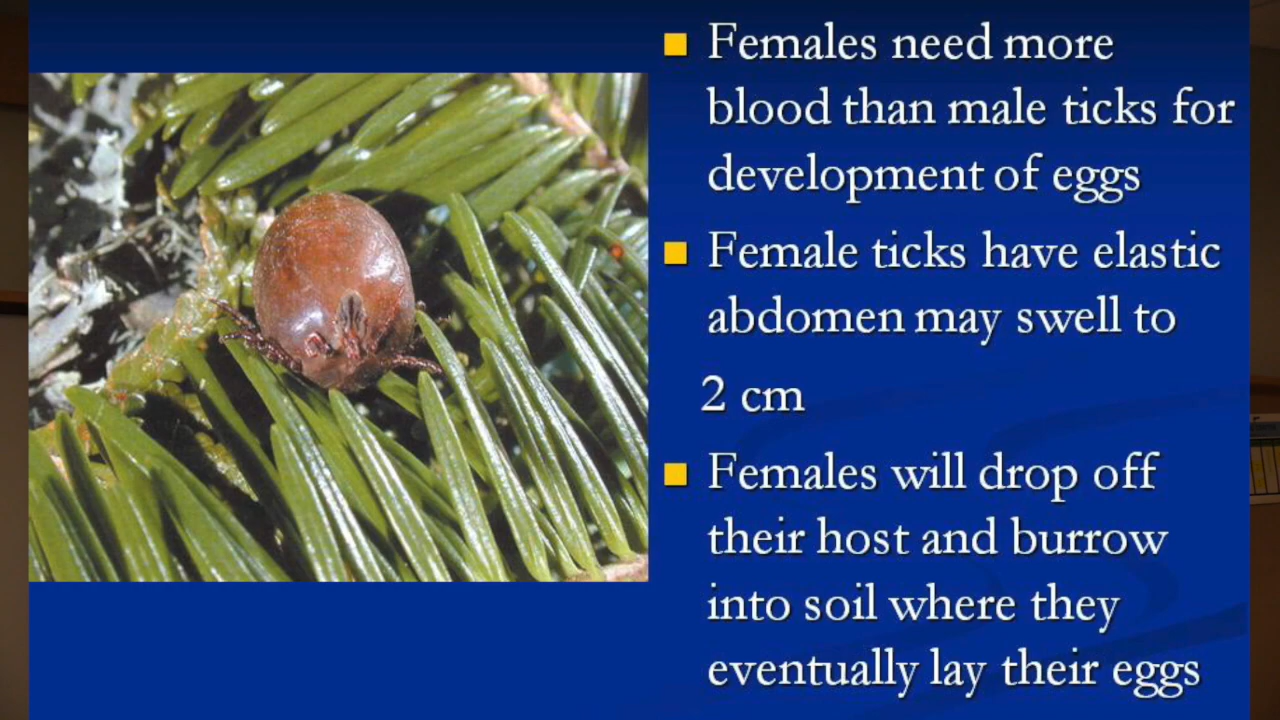 Females need more
blood than male ticks for
development of eggs
Female ticks have elastic
abdomen may swell to
2 cm
Females will drop off
their host and burrow
into soil where they
eventually lay their eggs